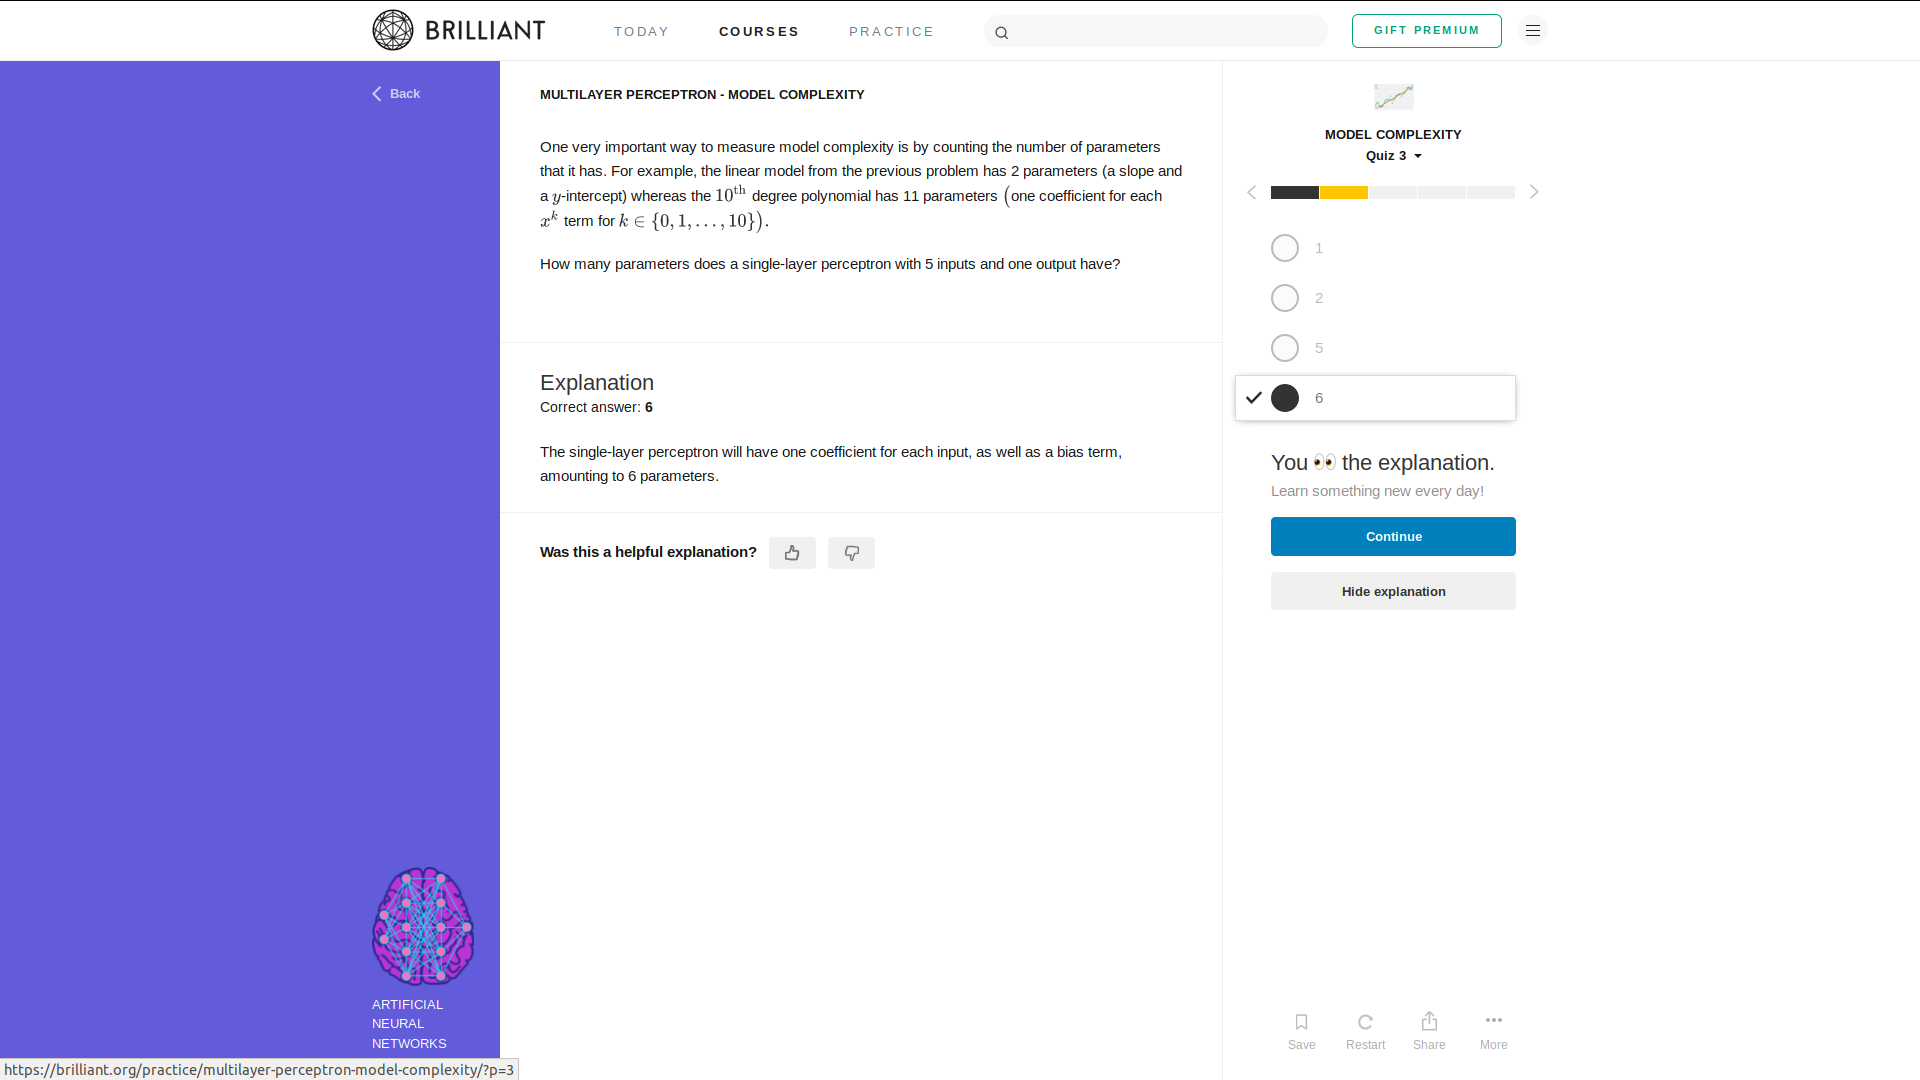 BRILLIANT
TODAY
COURSES
PRACTICE
GIFT PREMIUM
Back
MULTILAYER PERCEPTRON - MODEL COMPLEXITY
One very important way to measure model complexity is by counting the number of parameters
that it has. For example, the linear model from the previous problem has 2 parameters (a slope and
a y-intercept) whereas the 10^th degree polynomial has 11 parameters (one coefficient for each
x^k term for k ∈ {0, 1, …, 10}).
How many parameters does a single-layer perceptron with 5 inputs and one output have?
Explanation
Correct answer: 6
The single-layer perceptron will have one coefficient for each input, as well as a bias term,
amounting to 6 parameters.
Was this a helpful explanation?
MODEL COMPLEXITY
Quiz 3
1
2
5
6
You 👀 the explanation.
Learn something new every day!
Continue
Hide explanation
Save
Restart
Share
More
ARTIFICIAL
NEURAL
NETWORKS
https://brilliant.org/practice/multilayer-perceptron-model-complexity/?p=3